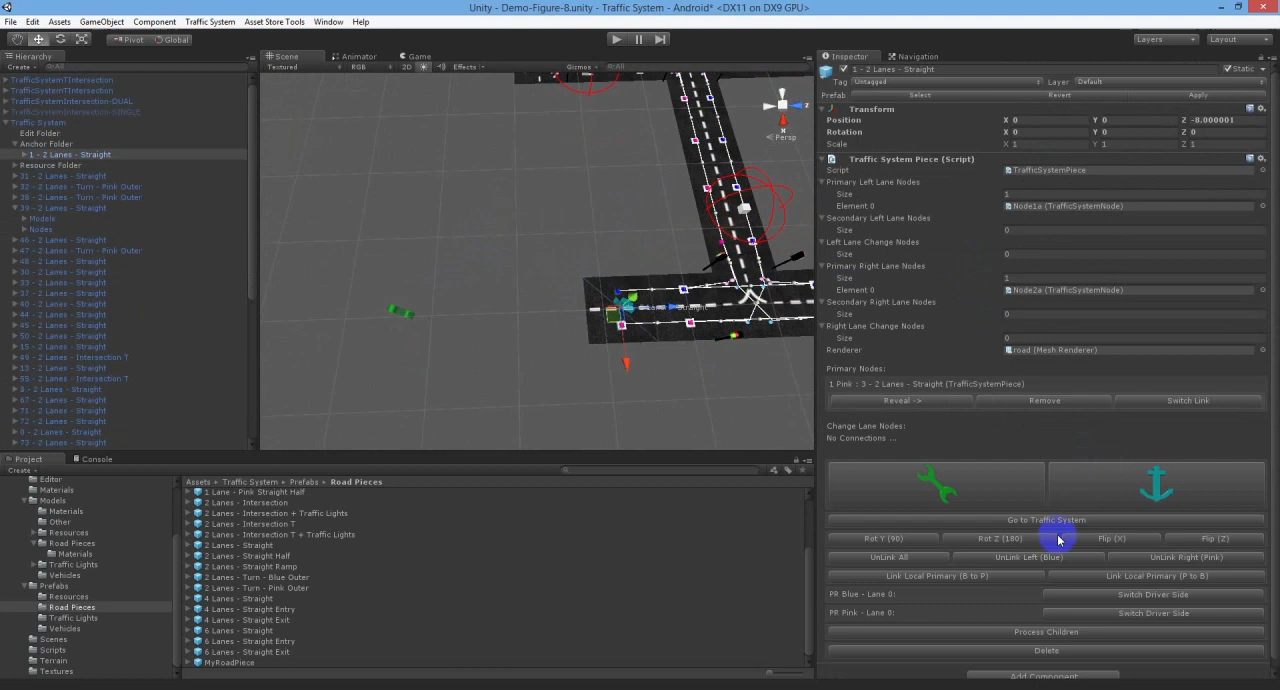 Unity - Demo-Figure-8.unity - Traffic System - Android* <DX11 on DX9 GPU>
File Edit Assets GameObject Component Traffic System Asset Store Tools Window Help
Pivot Global Layers Layout
Hierarchy
Create All
TrafficSystemTIntersection
TrafficSystemTIntersection
TrafficSystemIntersection-DUAL
TrafficSystemIntersection-SINGLE
Traffic System
Edit Folder
Anchor Folder
1 - 2 Lanes - Straight
Resource Folder
31 - 2 Lanes - Straight
32 - 2 Lanes - Turn - Pink Outer
38 - 2 Lanes - Turn - Pink Outer
39 - 2 Lanes - Straight
Models
Nodes
46 - 2 Lanes - Straight
47 - 2 Lanes - Turn - Pink Outer
48 - 2 Lanes - Straight
30 - 2 Lanes - Straight
33 - 2 Lanes - Straight
37 - 2 Lanes - Straight
40 - 2 Lanes - Straight
44 - 2 Lanes - Straight
45 - 2 Lanes - Straight
50 - 2 Lanes - Straight
15 - 2 Lanes - Straight
49 - 2 Lanes - Intersection T
13 - 2 Lanes - Straight
55 - 2 Lanes - Intersection T
8 - 2 Lanes - Straight
67 - 2 Lanes - Straight
71 - 2 Lanes - Straight
72 - 2 Lanes - Straight
9 - 2 Lanes - Straight
73 - 2 Lanes - Straight
Scene Animator Game
Textured RGB 2D Effects Gizmos All
z
x
Persp
Straight
Project Console
Create
Editor
Materials
Models
Materials
Other
Resources
Road Pieces
Materials
Traffic Lights
Vehicles
Prefabs
Resources
Road Pieces
Traffic Lights
Vehicles
Scenes
Scripts
Terrain
Textures
Assets Traffic System Prefabs Road Pieces
1 Lane - Pink Straight Half
2 Lanes - Intersection
2 Lanes - Intersection + Traffic Lights
2 Lanes - Intersection T
2 Lanes - Intersection T + Traffic Lights
2 Lanes - Straight
2 Lanes - Straight Half
2 Lanes - Straight Ramp
2 Lanes - Turn - Blue Outer
2 Lanes - Turn - Pink Outer
4 Lanes - Straight
4 Lanes - Straight Entry
4 Lanes - Straight Exit
6 Lanes - Straight
6 Lanes - Straight Entry
6 Lanes - Straight Exit
MyRoadPiece
Inspector Navigation
1 - 2 Lanes - Straight Static
Tag Untagged Layer Default
Prefab Select Revert Apply
Transform
Position X 0 Y 0 Z -8.000001
Rotation X 0 Y 0 Z 0
Scale X 1 Y 1 Z 1
Traffic System Piece (Script)
Script TrafficSystemPiece
Primary Left Lane Nodes
Size 1
Element 0 Node1a (TrafficSystemNode)
Secondary Left Lane Nodes
Size 0
Left Lane Change Nodes
Size 0
Primary Right Lane Nodes
Size 1
Element 0 Node2a (TrafficSystemNode)
Secondary Right Lane Nodes
Size 0
Right Lane Change Nodes
Size 0
Renderer road (Mesh Renderer)
Primary Nodes:
1 Pink : 3 - 2 Lanes - Straight (TrafficSystemPiece)
Reveal -> Remove Switch Link
Change Lane Nodes:
No Connections ...
Go to Traffic System
Rot Y (90) Rot Z (180) Flip (X) Flip (Z)
UnLink All UnLink Left (Blue) UnLink Right (Pink)
Link Local Primary (B to P) Link Local Primary (P to B)
PR Blue - Lane 0: Switch Driver Side
PR Pink - Lane 0: Switch Driver Side
Process Children
Delete
Add Component